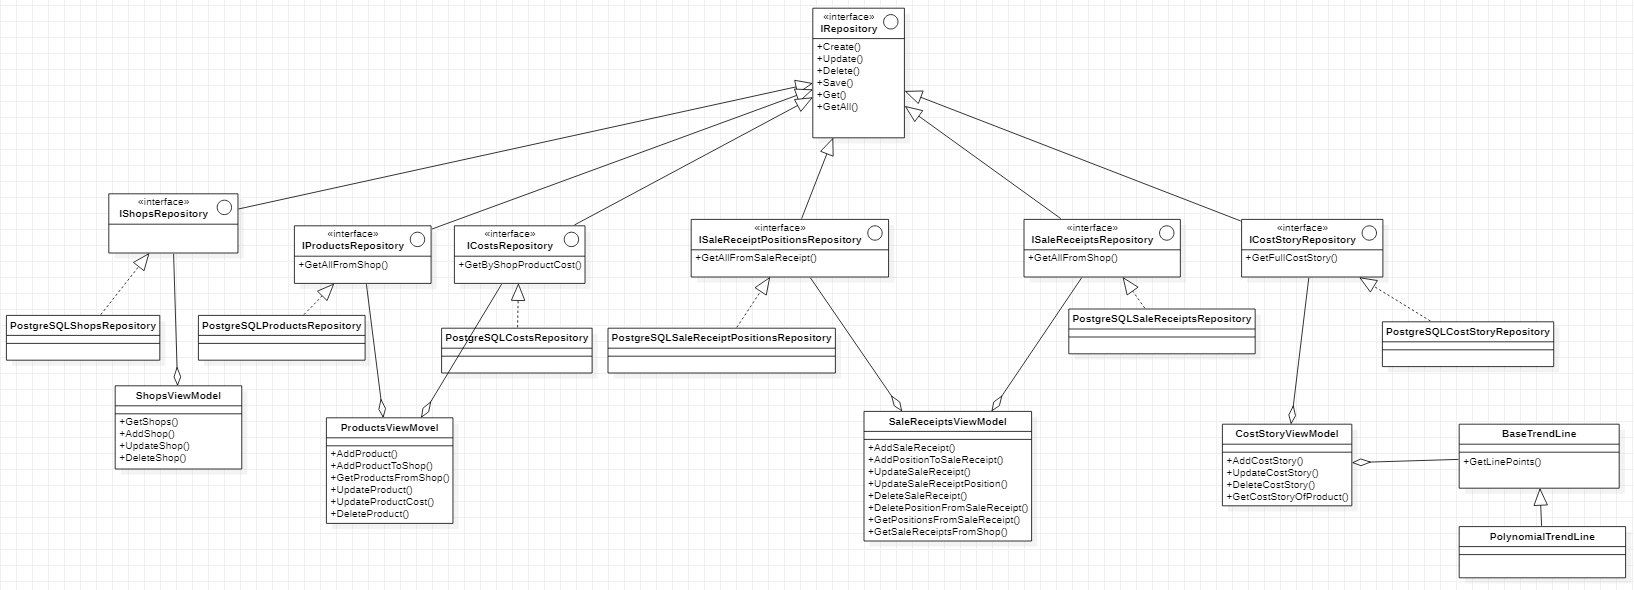 «interface»
IRepository
+Create()
+Update()
+Delete()
+Save()
+Get()
+GetAll()
«interface»
IShopsRepository
«interface»
IProductsRepository
+GetAllFromShop()
«interface»
ICostsRepository
+GetByShopProductCost()
«interface»
ISaleReceiptPositionsRepository
+GetAllFromSaleReceipt()
«interface»
ISaleReceiptsRepository
+GetAllFromShop()
«interface»
ICostStoryRepository
+GetFullCostStory()
PostgreSQLShopsRepository
PostgreSQLProductsRepository
PostgreSQLCostsRepository
PostgreSQLSaleReceiptPositionsRepository
PostgreSQLSaleReceiptsRepository
PostgreSQLCostStoryRepository
ShopsViewModel
+GetShops()
+AddShop()
+UpdateShop()
+DeleteShop()
ProductsViewMovel
+AddProduct()
+AddProductToShop()
+GetProductsFromShop()
+UpdateProduct()
+UpdateProductCost()
+DeleteProduct()
SaleReceiptsViewModel
+AddSaleReceipt()
+AddPositionToSaleReceipt()
+UpdateSaleReceipt()
+UpdateSaleReceiptPosition()
+DeleteSaleReceipt()
+DeletePositionFromSaleReceipt()
+GetPositionsFromSaleReceipt()
+GetSaleReceiptsFromShop()
CostStoryViewModel
+AddCostStory()
+UpdateCostStory()
+DeleteCostStory()
+GetCostStoryOfProduct()
BaseTrendLine
+GetLinePoints()
PolynomialTrendLine